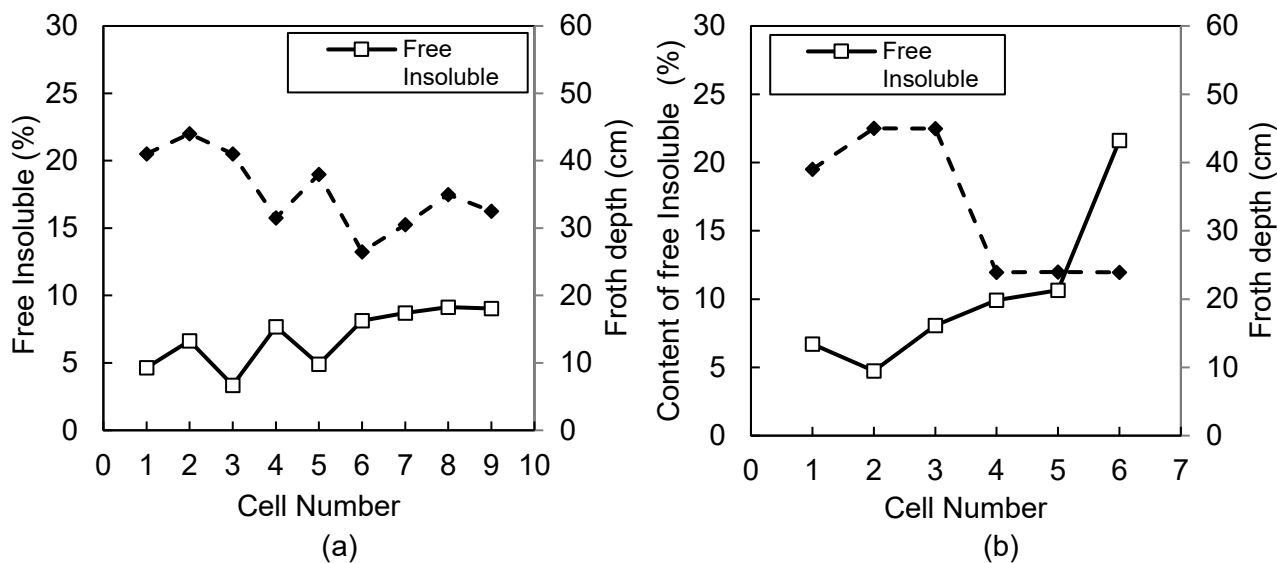 30
25
20
15
10
5
0
Free Insoluble (%)
Free
Insoluble
60
50
40
30
20
10
0
Froth depth (cm)
0 1 2 3 4 5 6 7 8 9 10
Cell Number
(a)
30
25
20
15
10
5
0
Content of free Insoluble (%)
Free
Insoluble
60
50
40
30
20
10
0
Froth depth (cm)
0 1 2 3 4 5 6 7
Cell Number
(b)